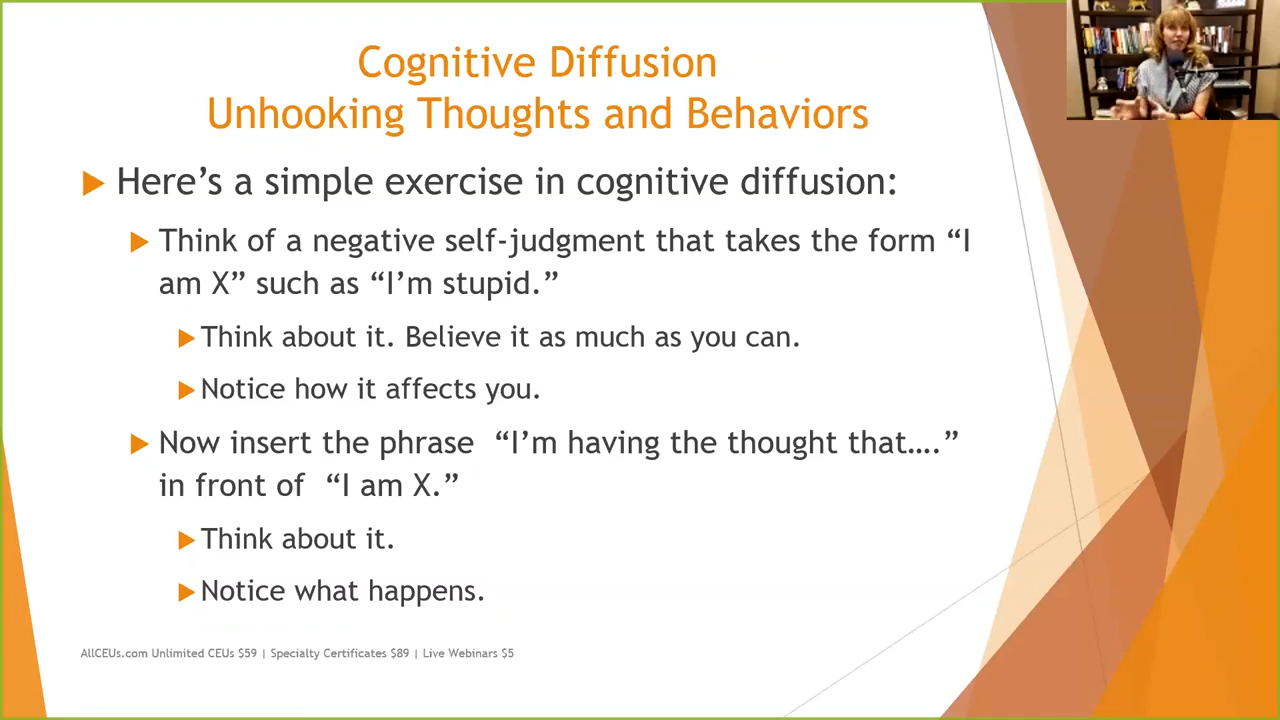 Cognitive Diffusion
Unhooking Thoughts and Behaviors
Here’s a simple exercise in cognitive diffusion:
Think of a negative self-judgment that takes the form “I
am X” such as “I’m stupid.”
Think about it. Believe it as much as you can.
Notice how it affects you.
Now insert the phrase “I’m having the thought that….”
in front of “I am X.”
Think about it.
Notice what happens.
AllCEUs.com Unlimited CEUs $59 | Specialty Certificates $89 | Live Webinars $5